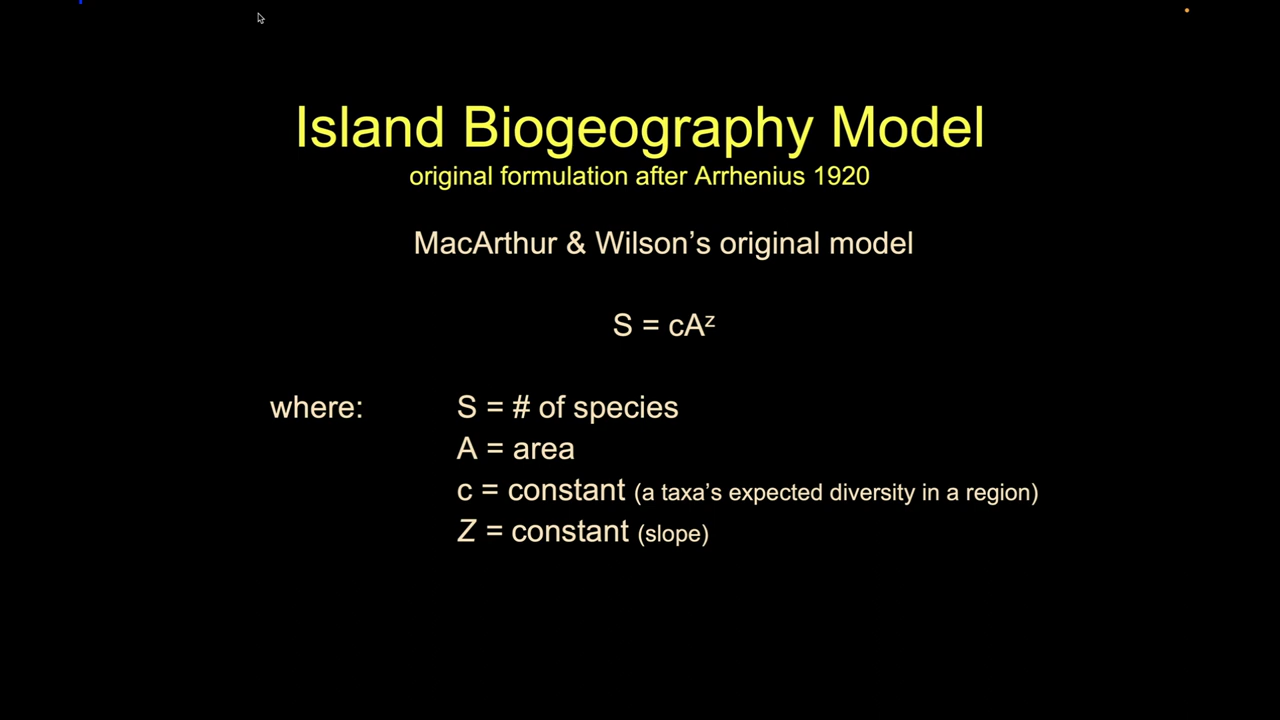 Island Biogeography Model
original formulation after Arrhenius 1920
MacArthur & Wilson’s original model
S = cAᶻ
where: S = # of species
A = area
c = constant (a taxa’s expected diversity in a region)
Z = constant (slope)